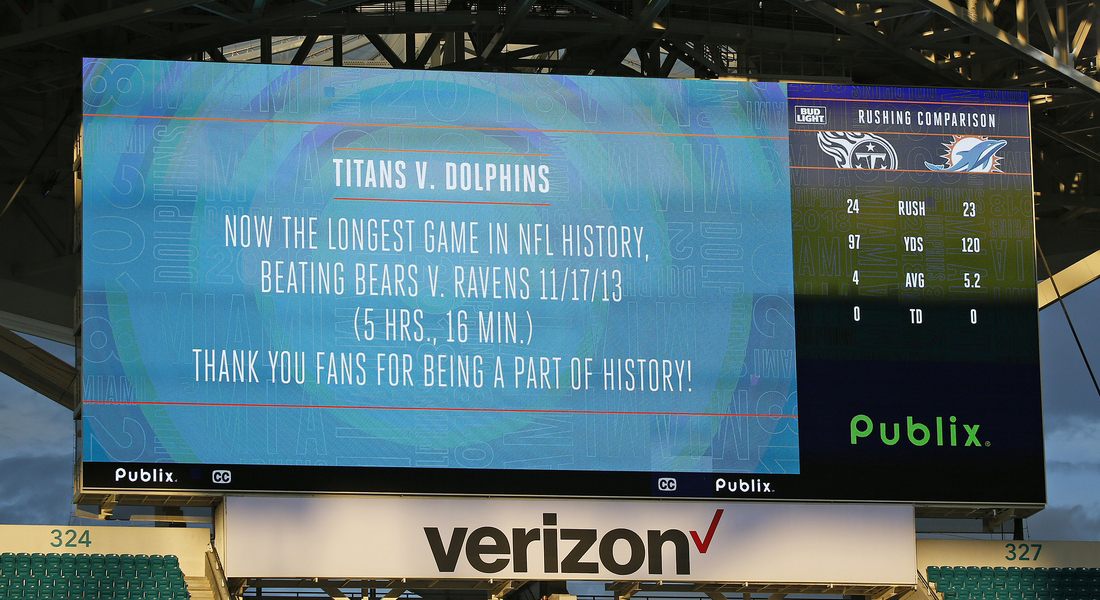 TITANS V. DOLPHINS
NOW THE LONGEST GAME IN NFL HISTORY,
BEATING BEARS V. RAVENS 11/17/13
(5 HRS., 16 MIN.)
THANK YOU FANS FOR BEING A PART OF HISTORY!
BUD
LIGHT
RUSHING COMPARISON
T
24 RUSH 23
97 YDS 120
4 AVG 5.2
0 TD 0
Publix.
Publix. CC
CC Publix.
verizon
324
327